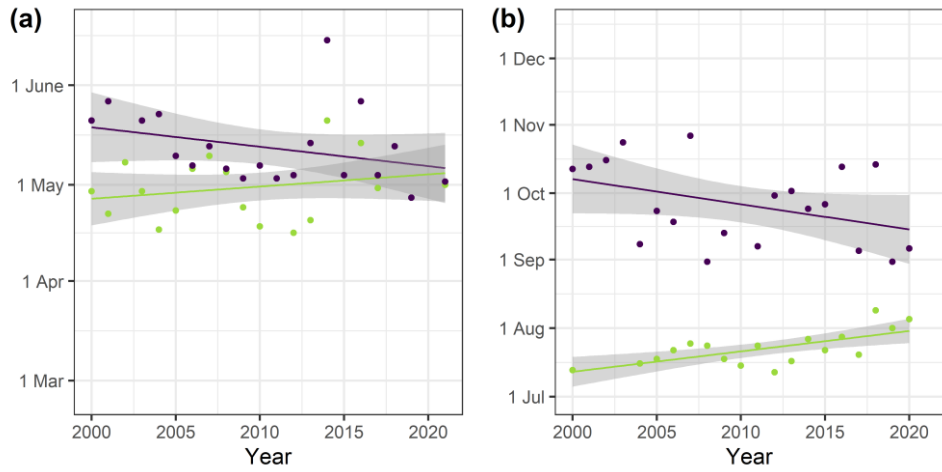 (a)
1 June
1 May
1 Apr
1 Mar
2000 2005 2010 2015 2020
Year
(b)
1 Dec
1 Nov
1 Oct
1 Sep
1 Aug
1 Jul
2000 2005 2010 2015 2020
Year